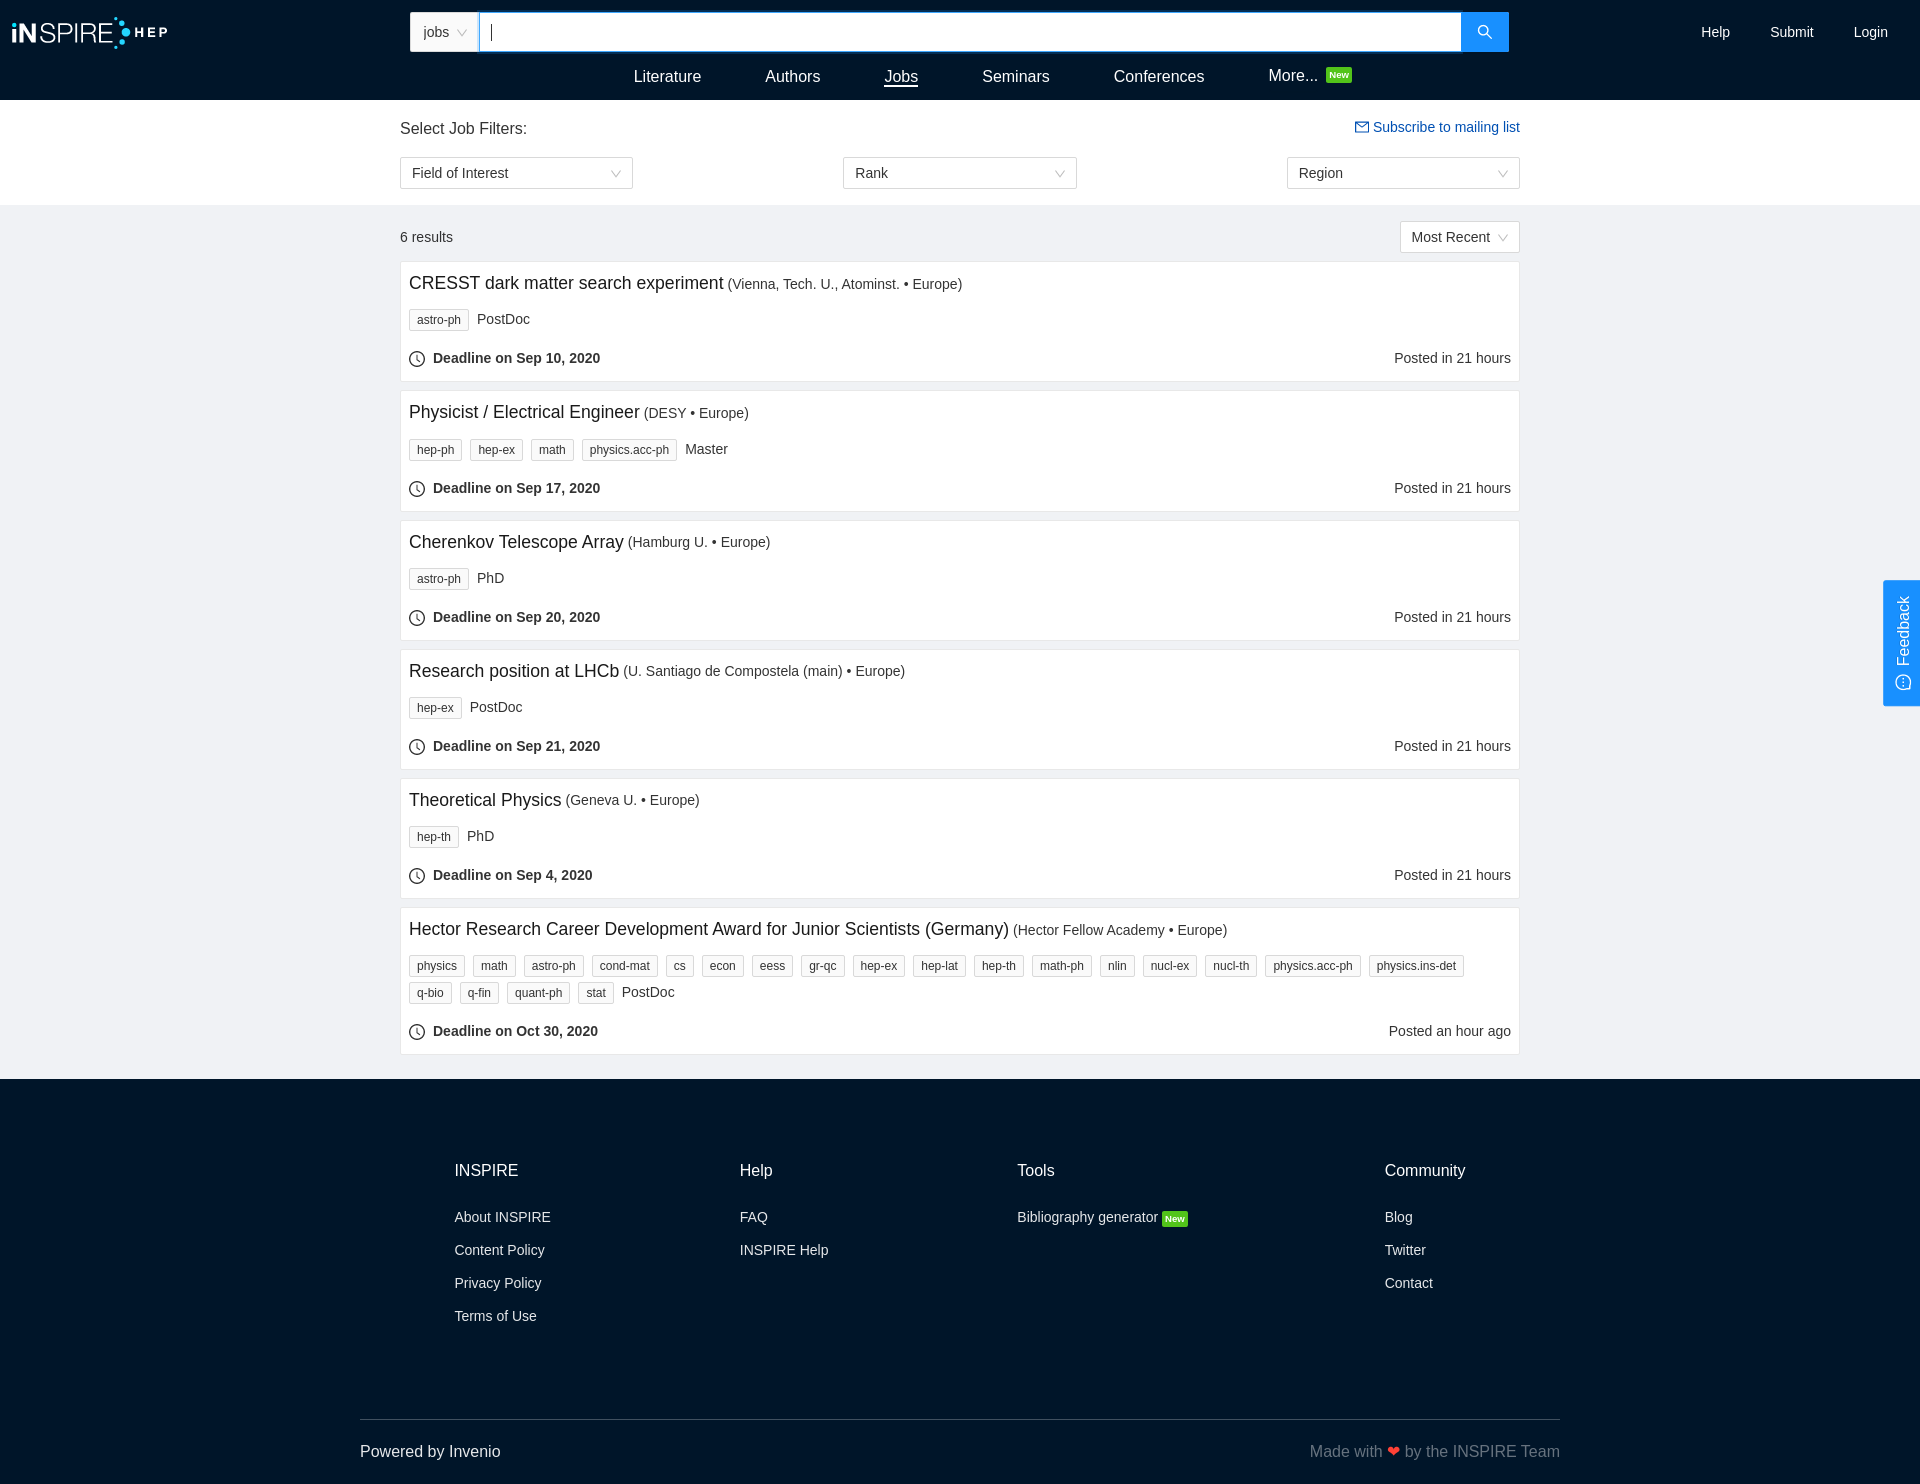 iNSPIRE HEP
jobs
Help
Submit
Login
Literature
Authors
Jobs
Seminars
Conferences
More... New
Select Job Filters:
Subscribe to mailing list
Field of Interest
Rank
Region
6 results
Most Recent
CRESST dark matter search experiment (Vienna, Tech. U., Atominst. • Europe)
astro-ph PostDoc
Deadline on Sep 10, 2020
Posted in 21 hours
Physicist / Electrical Engineer (DESY • Europe)
hep-ph hep-ex math physics.acc-ph Master
Deadline on Sep 17, 2020
Posted in 21 hours
Cherenkov Telescope Array (Hamburg U. • Europe)
astro-ph PhD
Deadline on Sep 20, 2020
Posted in 21 hours
Research position at LHCb (U. Santiago de Compostela (main) • Europe)
hep-ex PostDoc
Deadline on Sep 21, 2020
Posted in 21 hours
Theoretical Physics (Geneva U. • Europe)
hep-th PhD
Deadline on Sep 4, 2020
Posted in 21 hours
Hector Research Career Development Award for Junior Scientists (Germany) (Hector Fellow Academy • Europe)
physics math astro-ph cond-mat cs econ eess gr-qc hep-ex hep-lat hep-th math-ph nlin nucl-ex nucl-th physics.acc-ph physics.ins-det
q-bio q-fin quant-ph stat PostDoc
Deadline on Oct 30, 2020
Posted an hour ago
Feedback
INSPIRE
About INSPIRE
Content Policy
Privacy Policy
Terms of Use
Help
FAQ
INSPIRE Help
Tools
Bibliography generator New
Community
Blog
Twitter
Contact
Powered by Invenio
Made with ❤ by the INSPIRE Team